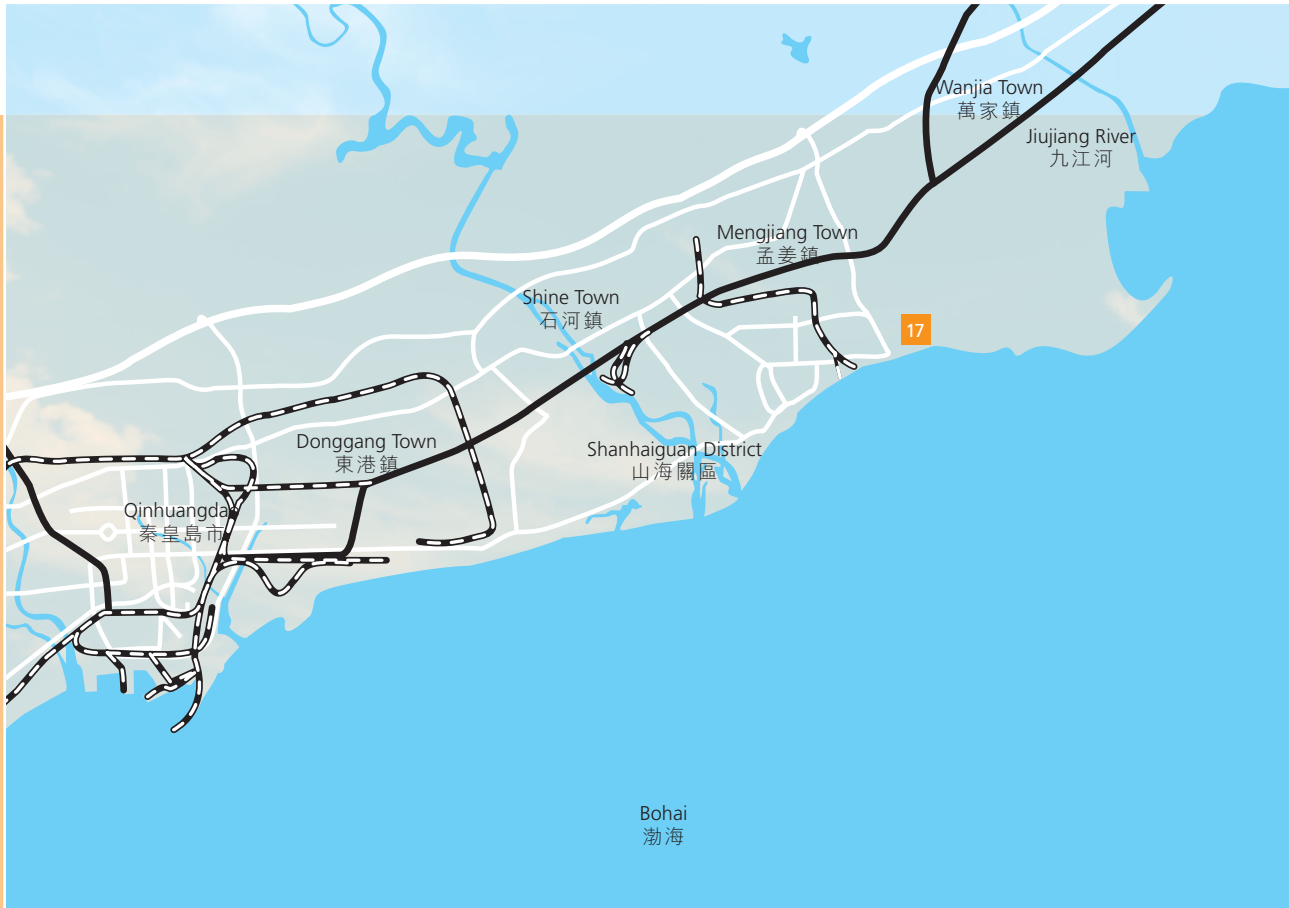 Wanjia Town
萬家鎮
Jiujiang River
九江河
Mengjiang Town
孟姜鎮
Shine Town
石河鎮
17
Donggang Town
東港鎮
Shanhaiguan District
山海關區
Qinhuangda
秦皇島市
Bohai
渤海